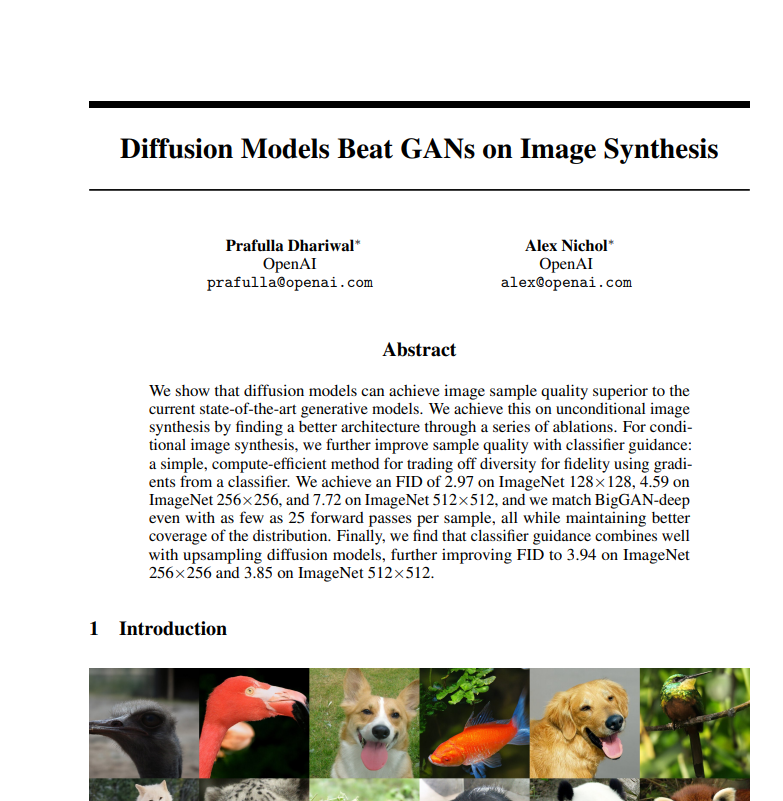 Diffusion Models Beat GANs on Image Synthesis
Prafulla Dhariwal*
OpenAI
prafulla@openai.com
Alex Nichol*
OpenAI
alex@openai.com
Abstract
We show that diffusion models can achieve image sample quality superior to the
current state-of-the-art generative models. We achieve this on unconditional image
synthesis by finding a better architecture through a series of ablations. For condi-
tional image synthesis, we further improve sample quality with classifier guidance:
a simple, compute-efficient method for trading off diversity for fidelity using gradi-
ents from a classifier. We achieve an FID of 2.97 on ImageNet 128×128, 4.59 on
ImageNet 256×256, and 7.72 on ImageNet 512×512, and we match BigGAN-deep
even with as few as 25 forward passes per sample, all while maintaining better
coverage of the distribution. Finally, we find that classifier guidance combines well
with upsampling diffusion models, further improving FID to 3.94 on ImageNet
256×256 and 3.85 on ImageNet 512×512.
1 Introduction